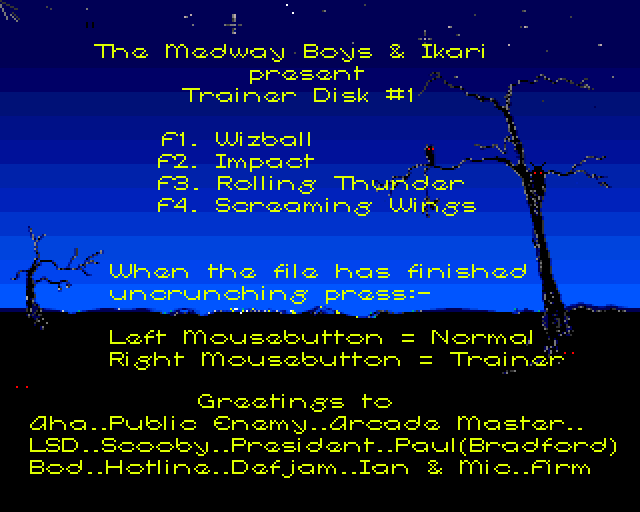 The Medway Boys & Ikari
present
Trainer Disk #1
F1. Wizball
F2. Impact
F3. Rolling Thunder
F4. Screaming Wings
When the file has finished
uncrunching press:-
Left Mousebutton = Normal
Right Mousebutton = Trainer
Greetings to
Aha..Public Enemy..Arcade Master..
LSD..Scooby..President..Paul(Bradford)
Bod..Hotline..Defjam..Ian & Mic..Firm